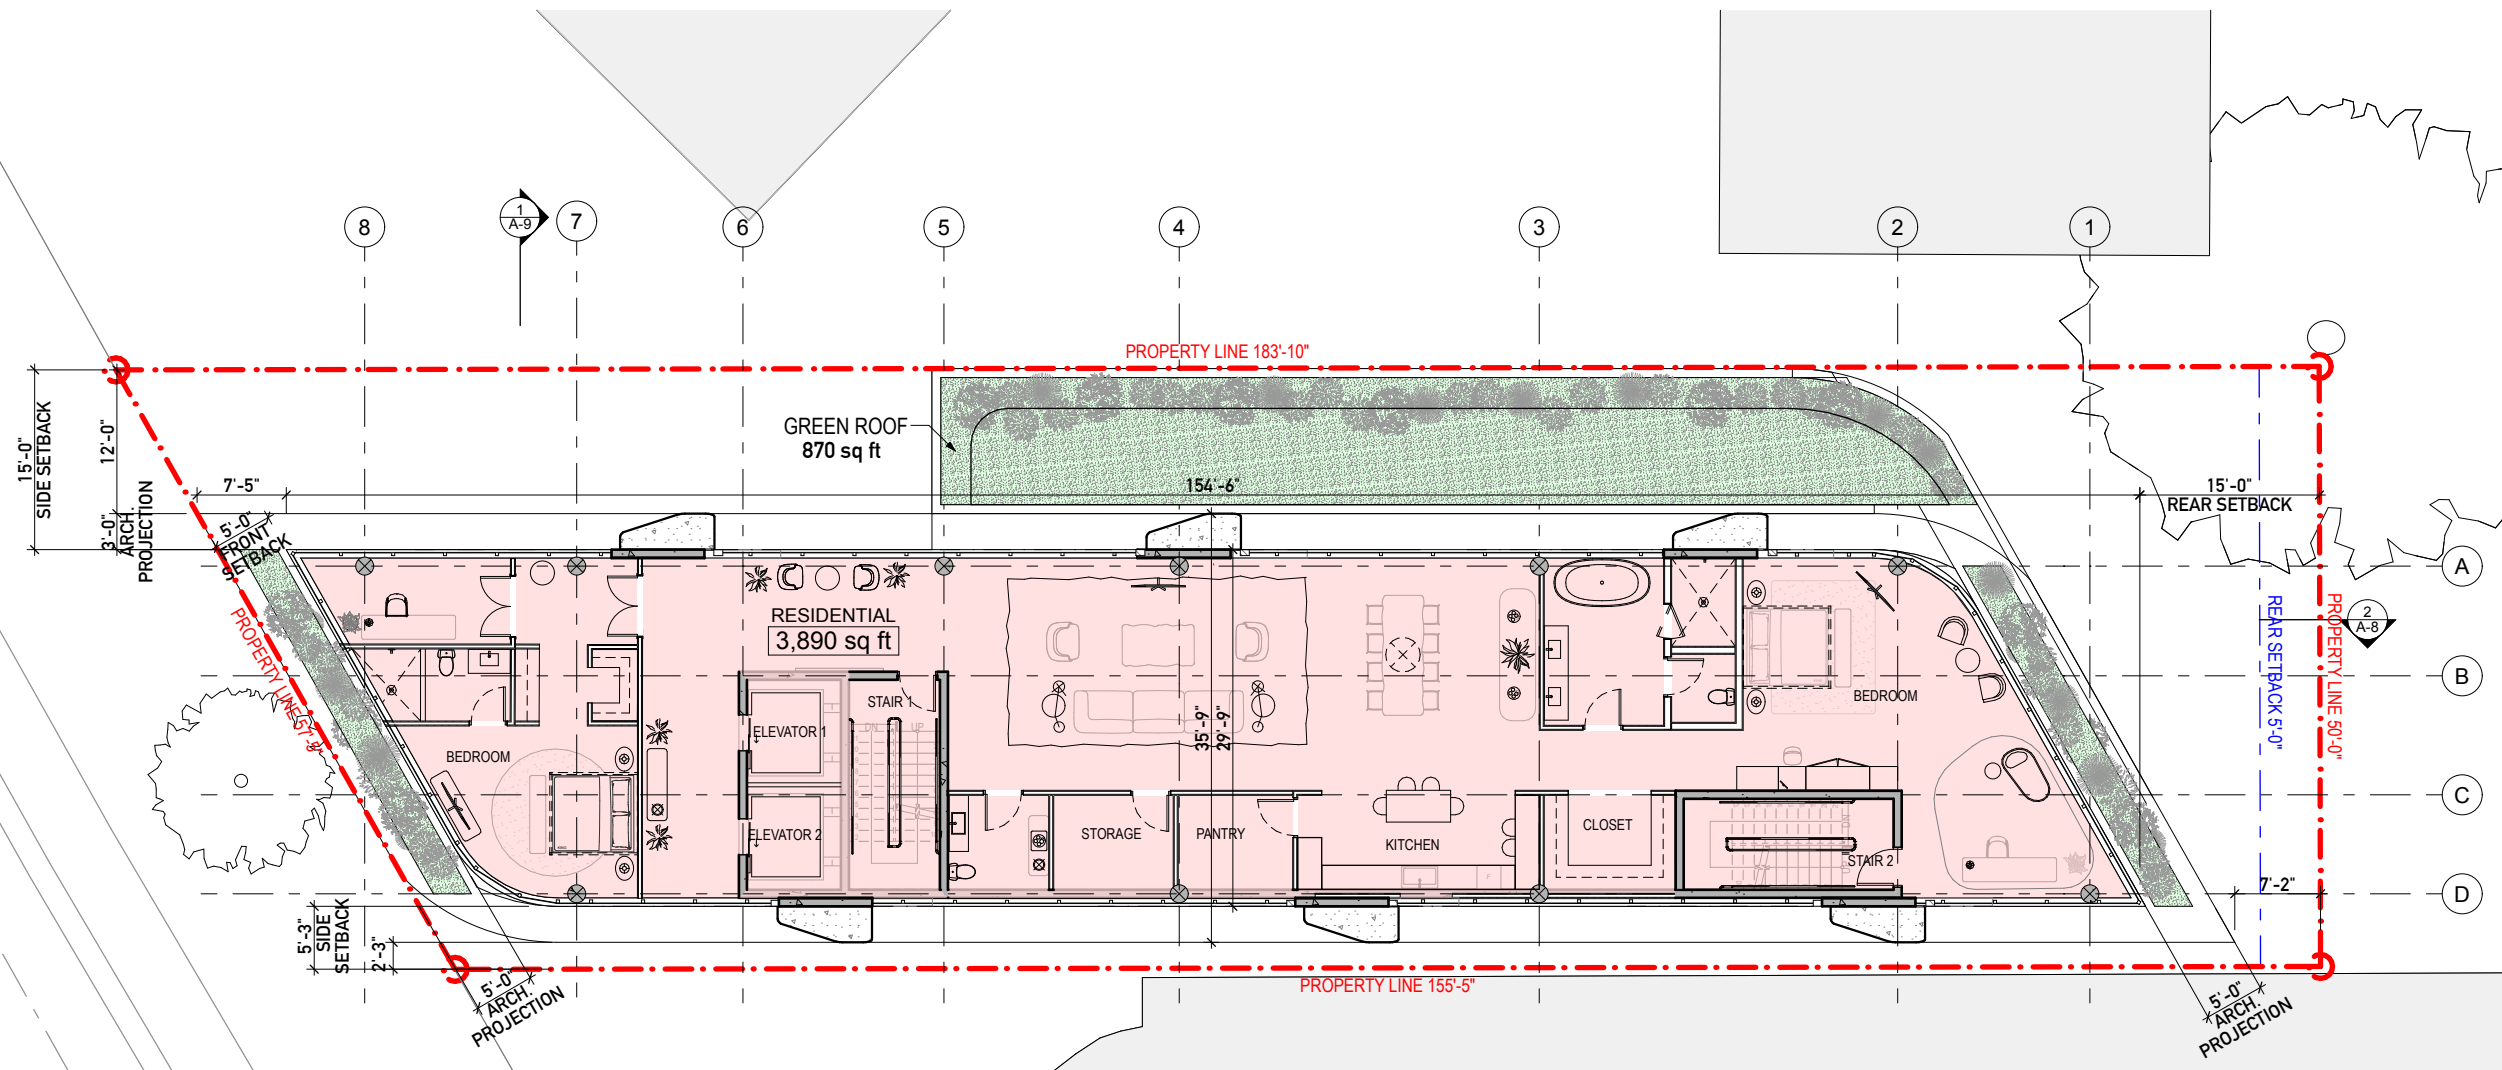 1
A-9
8
7
6
5
4
3
2
1
PROPERTY LINE 183'-10"
GREEN ROOF
870 sq ft
15'-0"
SIDE SETBACK
12'-0"
3'-0"
ARCH.
PROJECTION
7'-5"
154'-6"
15'-0"
REAR SETBACK
5'-0"
FRONT
SETBACK
A
RESIDENTIAL
3,890 sq ft
PROPERTY LINE 57'-8"
REAR SETBACK 5'-0"
PROPERTY LINE 50'-0"
2
A-8
B
STAIR 1
BEDROOM
DN
UP
ELEVATOR 1
35'-9"
29'-9"
BEDROOM
C
ELEVATOR 2
STORAGE
PANTRY
KITCHEN
CLOSET
DN
STAIR 2
UP
F
D
7'-2"
5'-3"
SIDE
SETBACK
2'-3"
5'-0"
ARCH.
PROJECTION
PROPERTY LINE 155'-5"
5'-0"
ARCH.
PROJECTION